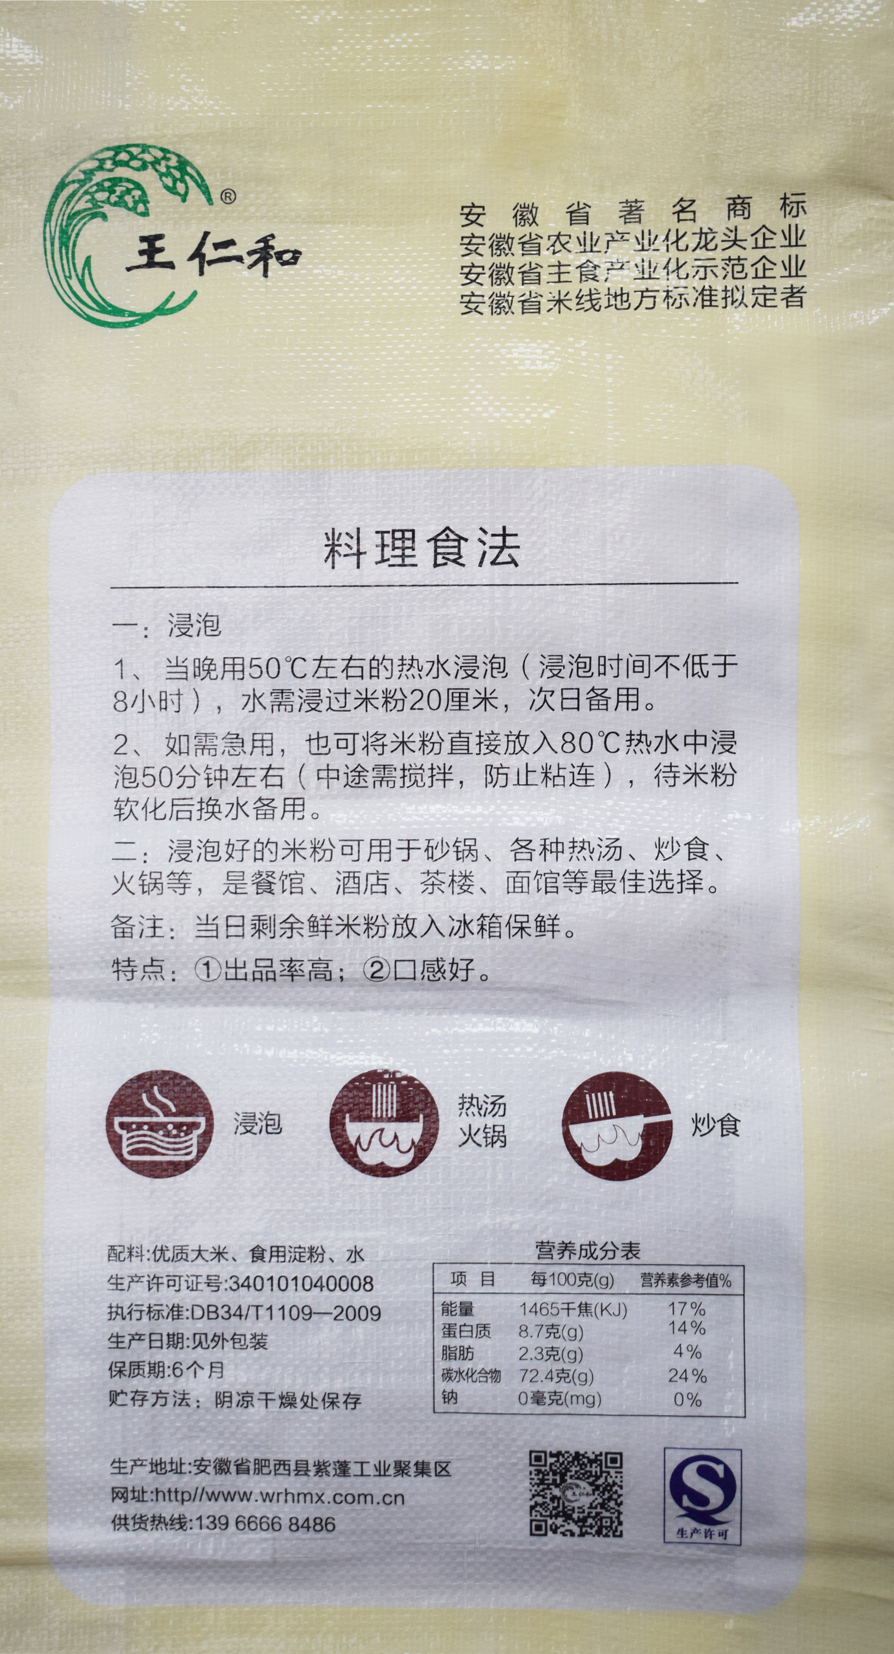 王仁和®
安徽省著名商标
安徽省农业产业化龙头企业
安徽省主食产业化示范企业
安徽省米线地方标准拟定者
料理食法
一：浸泡
1、当晚用50℃左右的热水浸泡（浸泡时间不低于
8小时），水需浸过米粉20厘米，次日备用。
2、如需急用，也可将米粉直接放入80℃热水中浸
泡50分钟左右（中途需搅拌，防止粘连），待米粉
软化后换水备用。
二：浸泡好的米粉可用于砂锅、各种热汤、炒食、
火锅等，是餐馆、酒店、茶楼、面馆等最佳选择。
备注：当日剩余鲜米粉放入冰箱保鲜。
特点：①出品率高；②口感好。
浸泡
热汤
火锅
炒食
配料:优质大米、食用淀粉、水
生产许可证号:340101040008
执行标准:DB34/T1109—2009
生产日期:见外包装
保质期:6个月
贮存方法：阴凉干燥处保存
营养成分表
项目 每100克(g) 营养素参考值%
能量 1465千焦(KJ) 17%
蛋白质 8.7克(g) 14%
脂肪 2.3克(g) 4%
碳水化合物 72.4克(g) 24%
钠 0毫克(mg) 0%
生产地址:安徽省肥西县紫蓬工业聚集区
网址:http//www.wrhmx.com.cn
供货热线:139 6666 8486
王仁和
生产许可